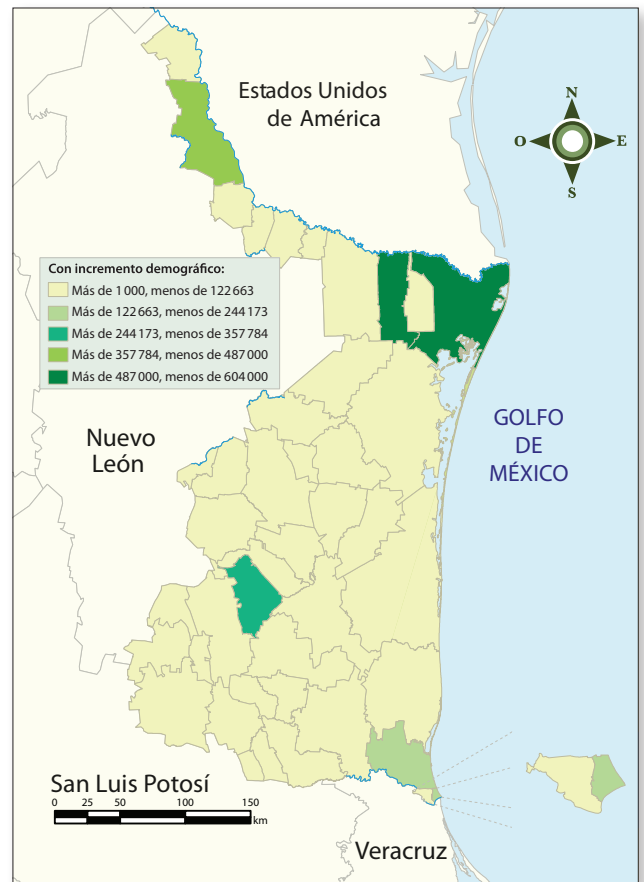 Estados Unidos
de América
N
O
E
S
Con incremento demográfico:
Más de 1 000, menos de 122 663
Más de 122 663, menos de 244 173
Más de 244 173, menos de 357 784
Más de 357 784, menos de 487 000
Más de 487 000, menos de 604 000
Nuevo
León
GOLFO
DE
MÉXICO
San Luis Potosí
0 25 50 100 150
km
Veracruz